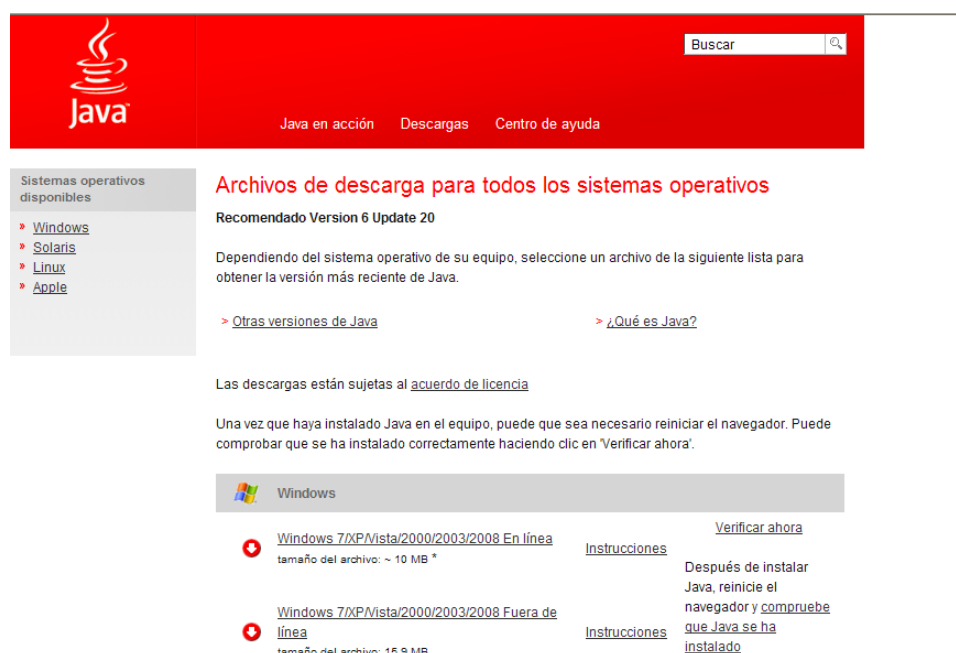 Java
Buscar
Java en acción
Descargas
Centro de ayuda
Sistemas operativos
disponibles
» Windows
» Solaris
» Linux
» Apple
Archivos de descarga para todos los sistemas operativos
Recomendado Version 6 Update 20
Dependiendo del sistema operativo de su equipo, seleccione un archivo de la siguiente lista para
obtener la versión más reciente de Java.
> Otras versiones de Java
> ¿Qué es Java?
Las descargas están sujetas al acuerdo de licencia
Una vez que haya instalado Java en el equipo, puede que sea necesario reiniciar el navegador. Puede
comprobar que se ha instalado correctamente haciendo clic en 'Verificar ahora'.
Windows
Windows 7/XP/Vista/2000/2003/2008 En línea
tamaño del archivo: ~ 10 MB *
Instrucciones
Windows 7/XP/Vista/2000/2003/2008 Fuera de
línea
tamaño del archivo: 15.9 MB
Instrucciones
Verificar ahora
Después de instalar
Java, reinicie el
navegador y compruebe
que Java se ha
instalado